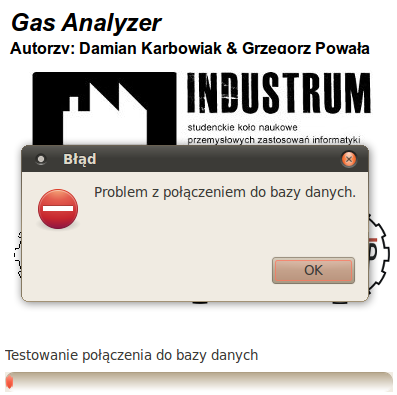 Gas Analyzer
Autorzy: Damian Karbowiak & Grzegorz Powała
INDUSTRUM
studenckie koło naukowe
przemysłowych zastosowań informatyki
Błąd
Problem z połączeniem do bazy danych.
OK
Testowanie połączenia do bazy danych